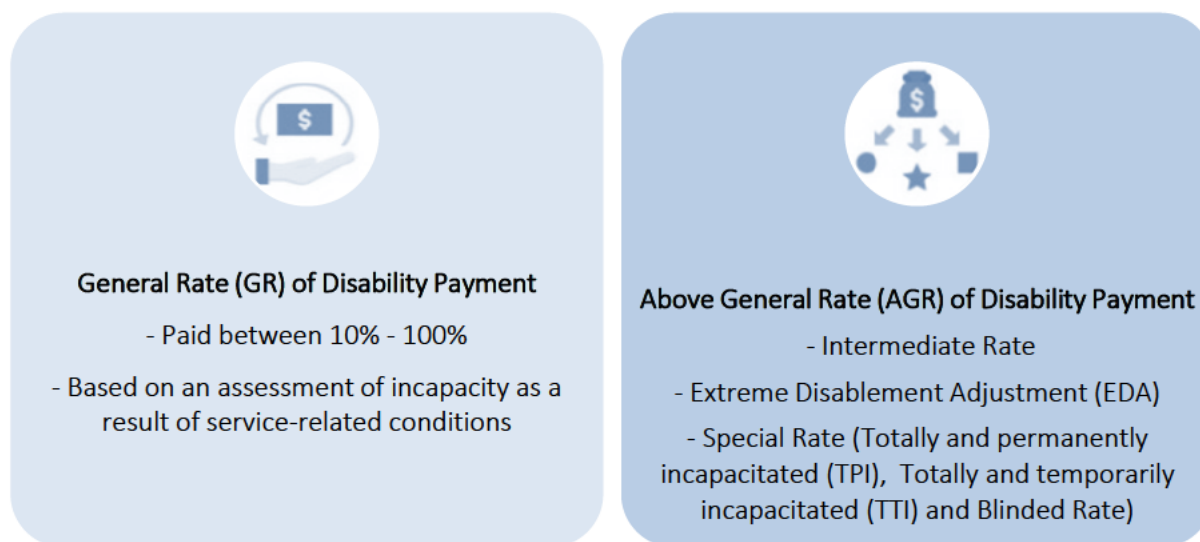 $
General Rate (GR) of Disability Payment
- Paid between 10% - 100%
- Based on an assessment of incapacity as a
result of service-related conditions
$
Above General Rate (AGR) of Disability Payment
- Intermediate Rate
- Extreme Disablement Adjustment (EDA)
- Special Rate (Totally and permanently
incapacitated (TPI),  Totally and temporarily
incapacitated (TTI) and Blinded Rate)